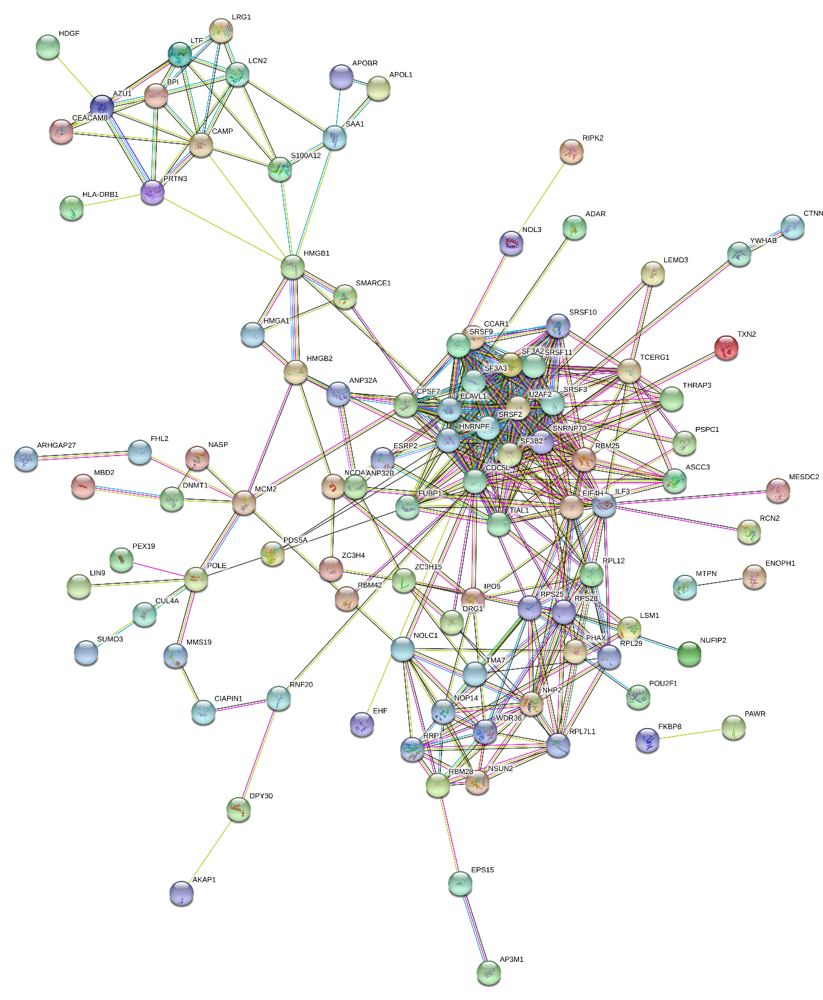 LRG1
HDGF
LTF
LCN2
APOBR
APOL1
BPI
AZU1
CEACAM8
SAA1
CAMP
RIPK2
S100A12
PRTN3
HLA-DRB1
ADAR
CTNN
NOL3
YWHAB
HMGB1
LEMD3
SMARCE1
SRSF10
HMGA1
CCAR1
SRSF9
TXN2
SF3A2
SRSF11
TCERG1
HMGB2
SF3A3
ANP32A
THRAP3
CPSF7
ELAVL1
U2AF2
SRSF3
SRSF2
HNRNPF
SNRNP70
PSPC1
FHL2
ARHGAP27
NASP
ESRP2
SF3B2
RBM25
MBD2
ASCC3
CDC5L
NCOA5
ANP32B
MESDC2
DNMT1
MCM2
FUBP1
EIF4H
ILF3
TIAL1
RCN2
PDS5A
PEX19
ZC3H4
RPL12
POLE
ZC3H15
ENOPH1
LIN9
MTPN
RBM42
IPO5
RPS25
RPS28
CUL4A
DRG1
LSM1
SUMO3
NOLC1
PHAX
NUFIP2
MMS19
RPL29
TMA7
RNF20
POU2F1
CIAPIN1
NHP2
NOP14
EHF
WDR36
PAWR
FKBP8
RRP1
RPL7L1
RBM28
NSUN2
DPY30
EPS15
AKAP1
AP3M1